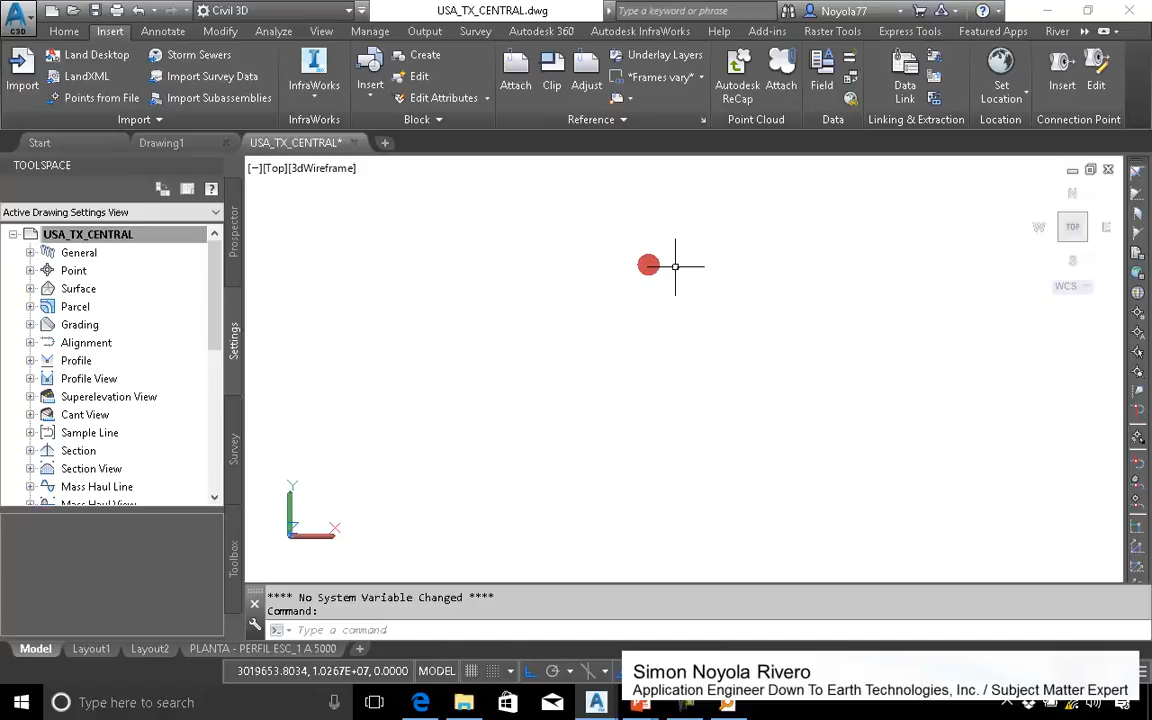 Civil 3D
USA_TX_CENTRAL.dwg
Type a keyword or phrase
Noyola77
C3D
Home
Insert
Annotate
Modify
Analyze
View
Manage
Output
Survey
Autodesk 360
Autodesk InfraWorks
Help
Add-ins
Raster Tools
Express Tools
Featured Apps
River
Import
Land Desktop
LandXML
Points from File
Storm Sewers
Import Survey Data
Import Subassemblies
Import
InfraWorks
InfraWorks
Insert
Create
Edit
Edit Attributes
Block
Attach
Clip
Adjust
Underlay Layers
*Frames vary*
Reference
Autodesk
ReCap
Attach
Point Cloud
Field
Data
Data
Link
Linking & Extraction
Set
Location
Location
Insert
Edit
Connection Point
Start
Drawing1
USA_TX_CENTRAL*
TOOLSPACE
Active Drawing Settings View
USA_TX_CENTRAL
General
Point
Surface
Parcel
Grading
Alignment
Profile
Profile View
Superelevation View
Cant View
Sample Line
Section
Section View
Mass Haul Line
Mass Haul View
Prospector
Settings
Survey
Toolbox
[−][Top][3dWireframe]
N
W
TOP
E
S
WCS
Y
Z
X
**** No System Variable Changed ****
Command:
Type a command
Model
Layout1
Layout2
PLANTA - PERFIL ESC_1 A 5000
3019653.8034, 1.0267E+07, 0.0000
MODEL
Simon Noyola Rivero
Application Engineer Down To Earth Technologies, Inc. / Subject Matter Expert
Type here to search